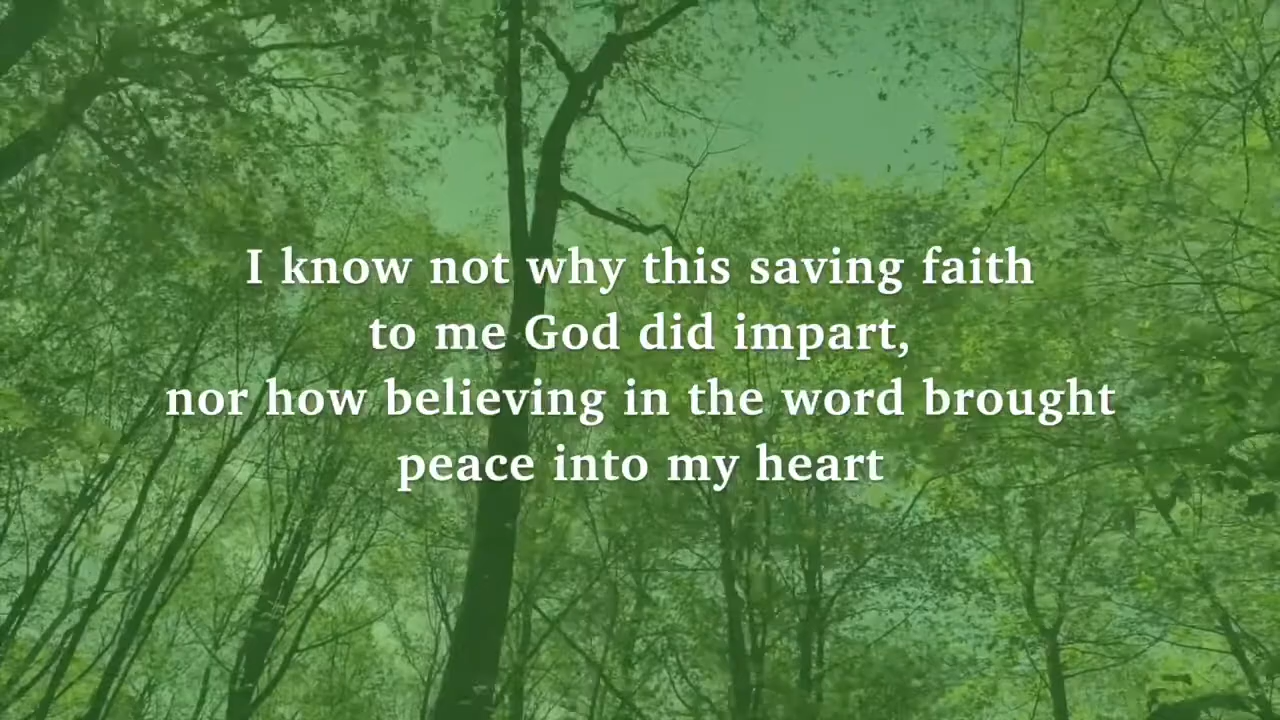 I know not why this saving faith
to me God did impart,
nor how believing in the word brought
peace into my heart